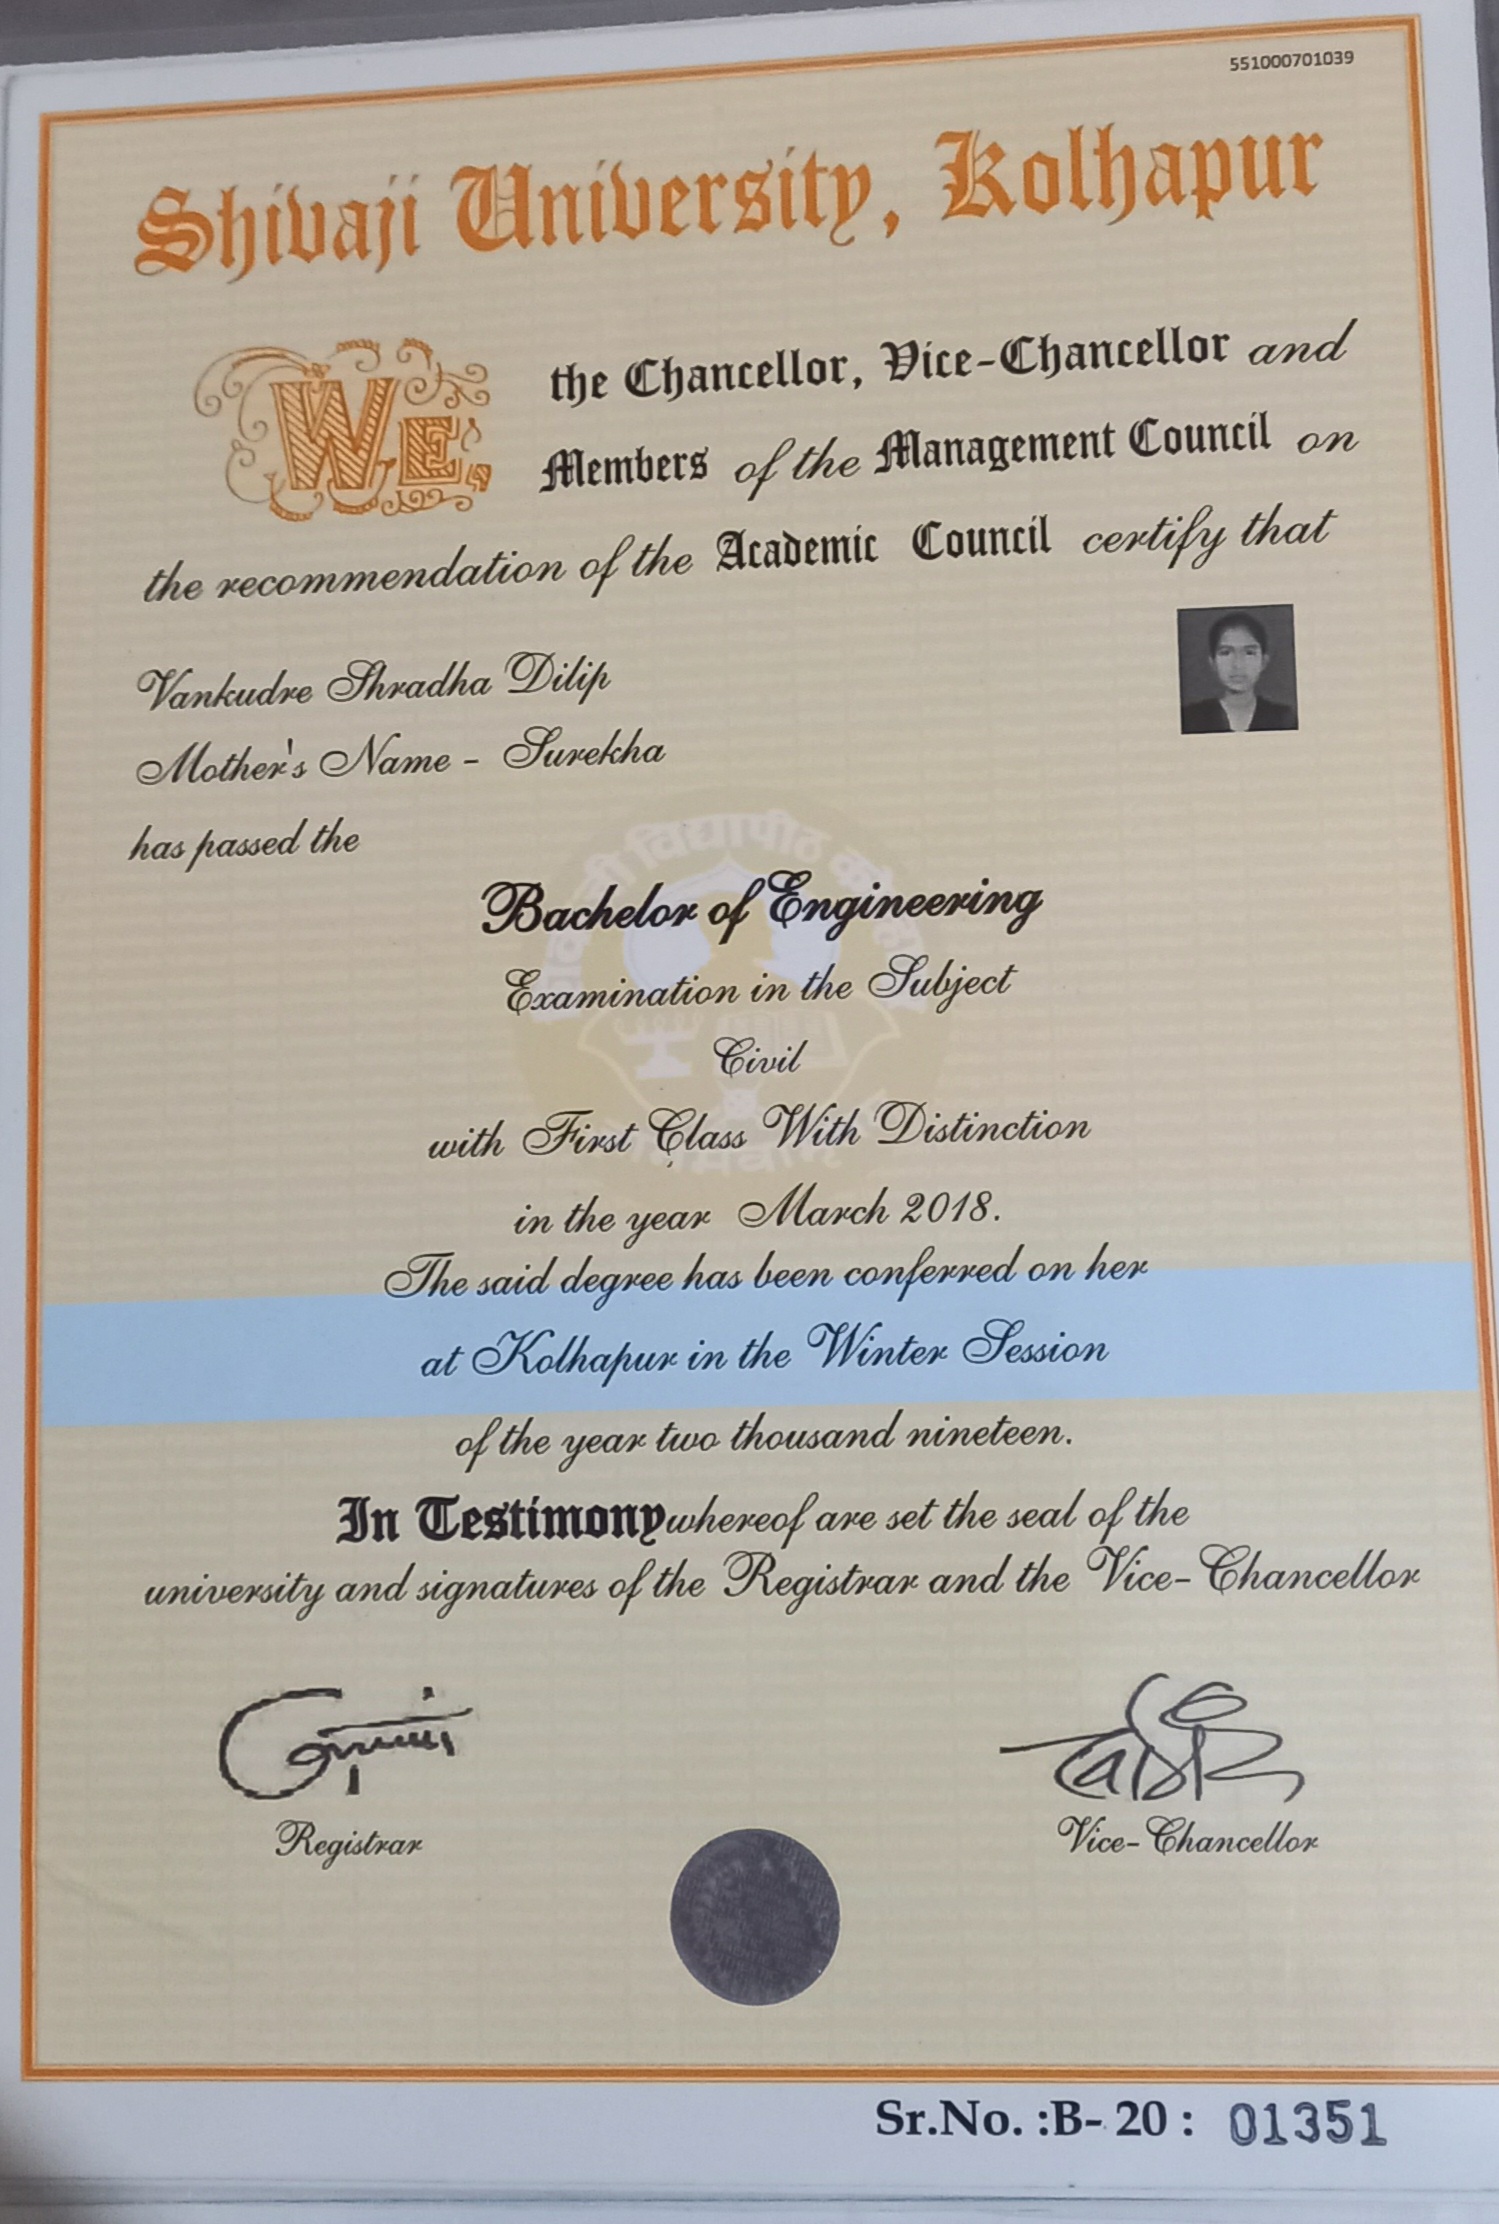 551000701039
Shivaji University, Kolhapur
WE, the Chancellor, Vice-Chancellor and
Members of the Management Council on
the recommendation of the Academic Council certify that
Vankudre Shradha Dilip
Mother's Name - Surekha
has passed the
विद्यापीठ
Bachelor of Engineering
Examination in the Subject
Civil
with First Class With Distinction
in the year March 2018.
The said degree has been conferred on her
at Kolhapur in the Winter Session
of the year two thousand nineteen.
In Testimony whereof are set the seal of the
university and signatures of the Registrar and the Vice-Chancellor
Registrar
Vice-Chancellor
Sr.No. :B- 20 : 01351